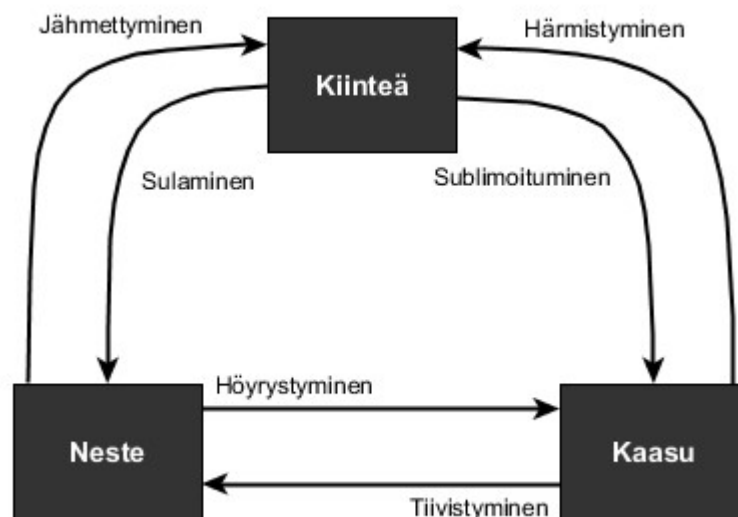 Jähmettyminen
Härmistyminen
Kiinteä
Sulaminen
Sublimoituminen
Höyrystyminen
Neste
Kaasu
Tiivistyminen